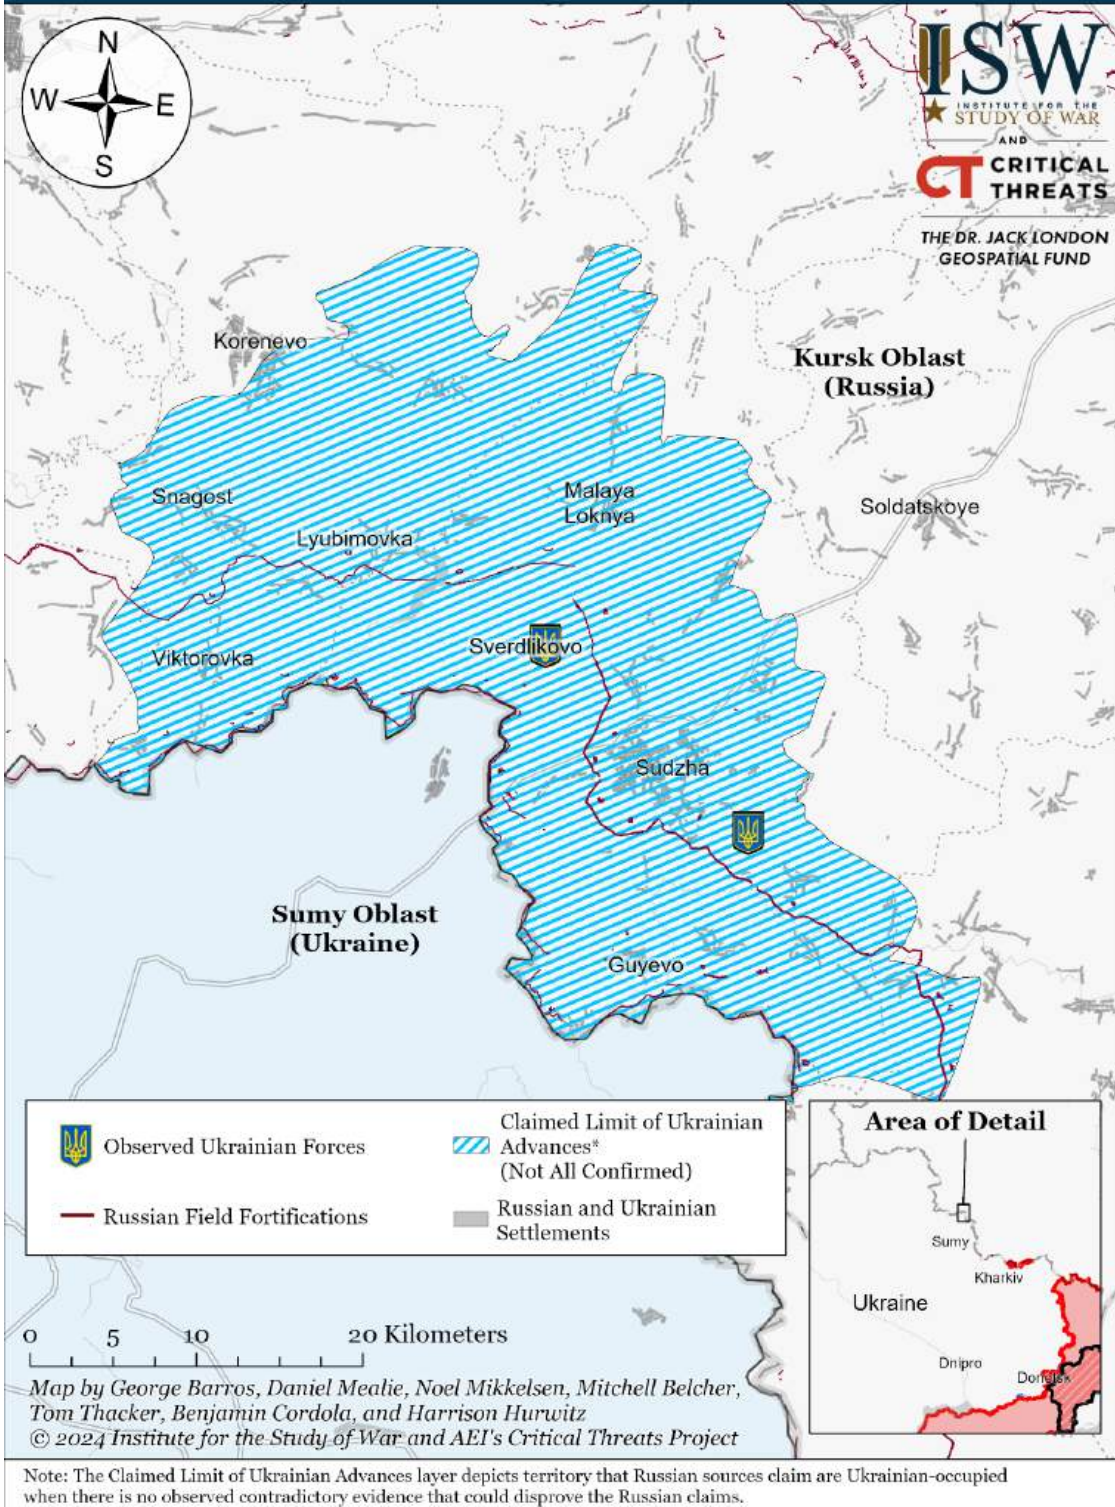 N
W
E
S
ISW
INSTITUTE FOR THE
STUDY OF WAR
AND
CT CRITICAL
THREATS
THE DR. JACK LONDON
GEOSPATIAL FUND
Korenevo
Kursk Oblast
(Russia)
Snagost
Malaya
Loknya
Soldatskoye
Lyubimovka
Sverdlikovo
Viktorovka
Sudzha
Sumy Oblast
(Ukraine)
Guyevo
Observed Ukrainian Forces
Claimed Limit of Ukrainian
Advances*
(Not All Confirmed)
Russian Field Fortifications
Russian and Ukrainian
Settlements
Area of Detail
Sumy
Kharkiv
Ukraine
Dnipro
Donetsk
0 5 10 20 Kilometers
Map by George Barros, Daniel Mealie, Noel Mikkelsen, Mitchell Belcher,
Tom Thacker, Benjamin Cordola, and Harrison Hurwitz
© 2024 Institute for the Study of War and AEI's Critical Threats Project
Note: The Claimed Limit of Ukrainian Advances layer depicts territory that Russian sources claim are Ukrainian-occupied
when there is no observed contradictory evidence that could disprove the Russian claims.